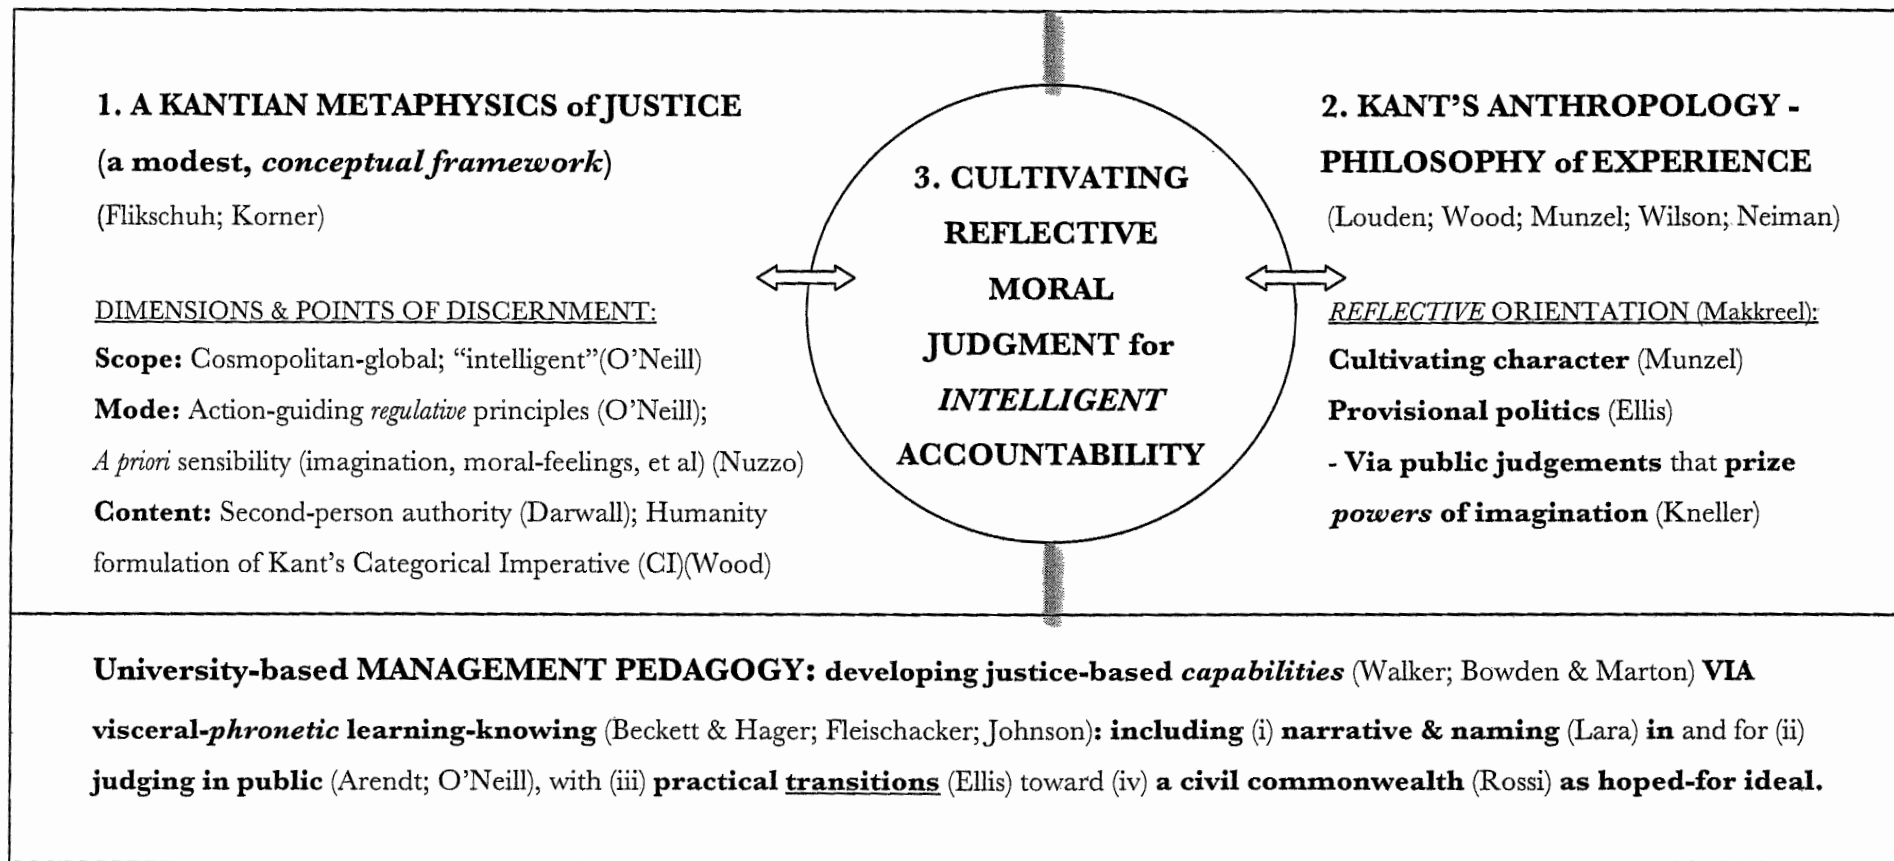 1. A KANTIAN METAPHYSICS of JUSTICE
(a modest, conceptual framework)
(Flikschuh; Korner)
DIMENSIONS & POINTS OF DISCERNMENT:
Scope: Cosmopolitan-global; “intelligent”(O’Neill)
Mode: Action-guiding regulative principles (O’Neill);
A priori sensibility (imagination, moral-feelings, et al) (Nuzzo)
Content: Second-person authority (Darwall); Humanity
formulation of Kant’s Categorical Imperative (CI)(Wood)
3. CULTIVATING
REFLECTIVE
MORAL
JUDGMENT for
INTELLIGENT
ACCOUNTABILITY
2. KANT’S ANTHROPOLOGY -
PHILOSOPHY of EXPERIENCE
(Louden; Wood; Munzel; Wilson; Neiman)
REFLECTIVE ORIENTATION (Makkreel):
Cultivating character (Munzel)
Provisional politics (Ellis)
- Via public judgements that prize
powers of imagination (Kneller)
University-based MANAGEMENT PEDAGOGY: developing justice-based capabilities (Walker; Bowden & Marton) VIA
visceral-phronetic learning-knowing (Beckett & Hager; Fleischacker; Johnson): including (i) narrative & naming (Lara) in and for (ii)
judging in public (Arendt; O’Neill), with (iii) practical transitions (Ellis) toward (iv) a civil commonwealth (Rossi) as hoped-for ideal.